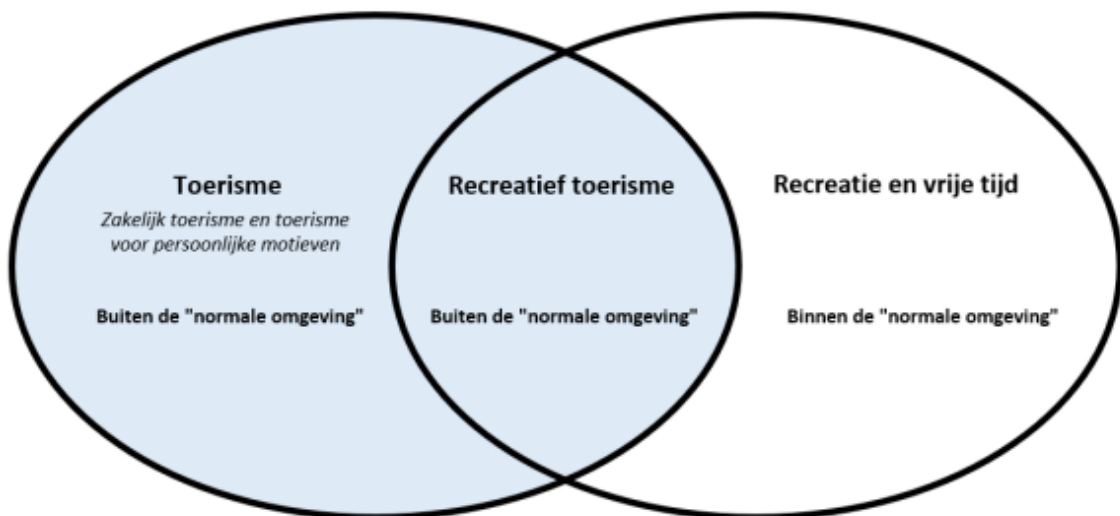 Toerisme
Zakelijk toerisme en toerisme
voor persoonlijke motieven
Buiten de "normale omgeving"
Recreatief toerisme
Buiten de "normale omgeving"
Recreatie en vrije tijd
Binnen de "normale omgeving"